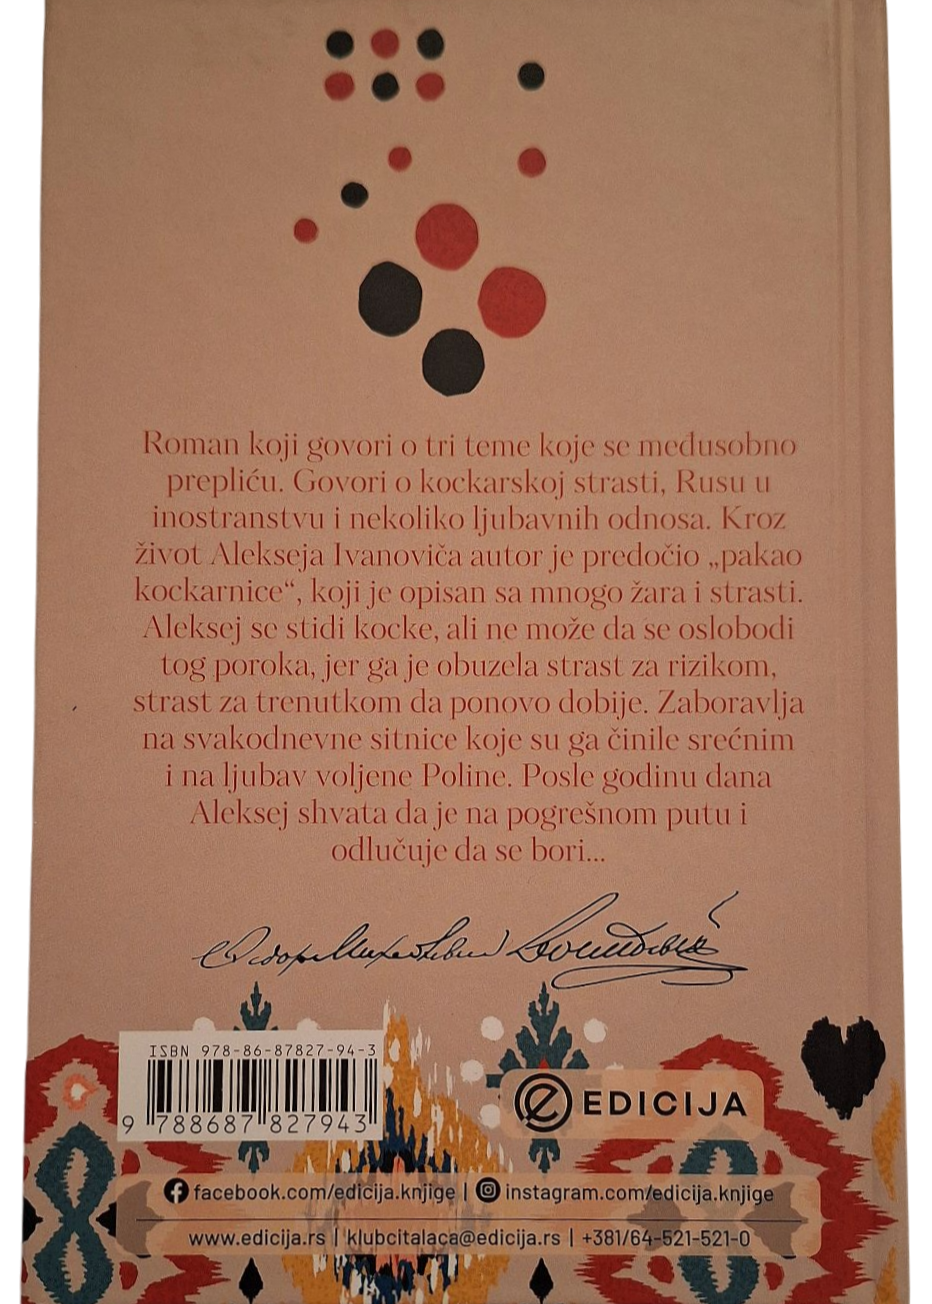 Roman koji govori o tri teme koje se međusobno
prepliću. Govori o kockarskoj strasti, Rusu u
inostranstvu i nekoliko ljubavnih odnosa. Kroz
život Alekseja Ivanoviča autor je predočio „pakao
kockarnice“, koji je opisan sa mnogo žara i strasti.
Aleksej se stidi kocke, ali ne može da se oslobodi
tog poroka, jer ga je obuzela strast za rizikom,
strast za trenutkom da ponovo dobije. Zaboravlja
na svakodnevne sitnice koje su ga činile srećnim
i na ljubav voljene Poline. Posle godinu dana
Aleksej shvata da je na pogrešnom putu i
odlučuje da se bori...
ISBN 978-86-87827-94-3
9 788687 827943
EDICIJA
facebook.com/edicija.knjige | instagram.com/edicija.knjige
www.edicija.rs | klubcitalaca@edicija.rs | +381/64-521-521-0